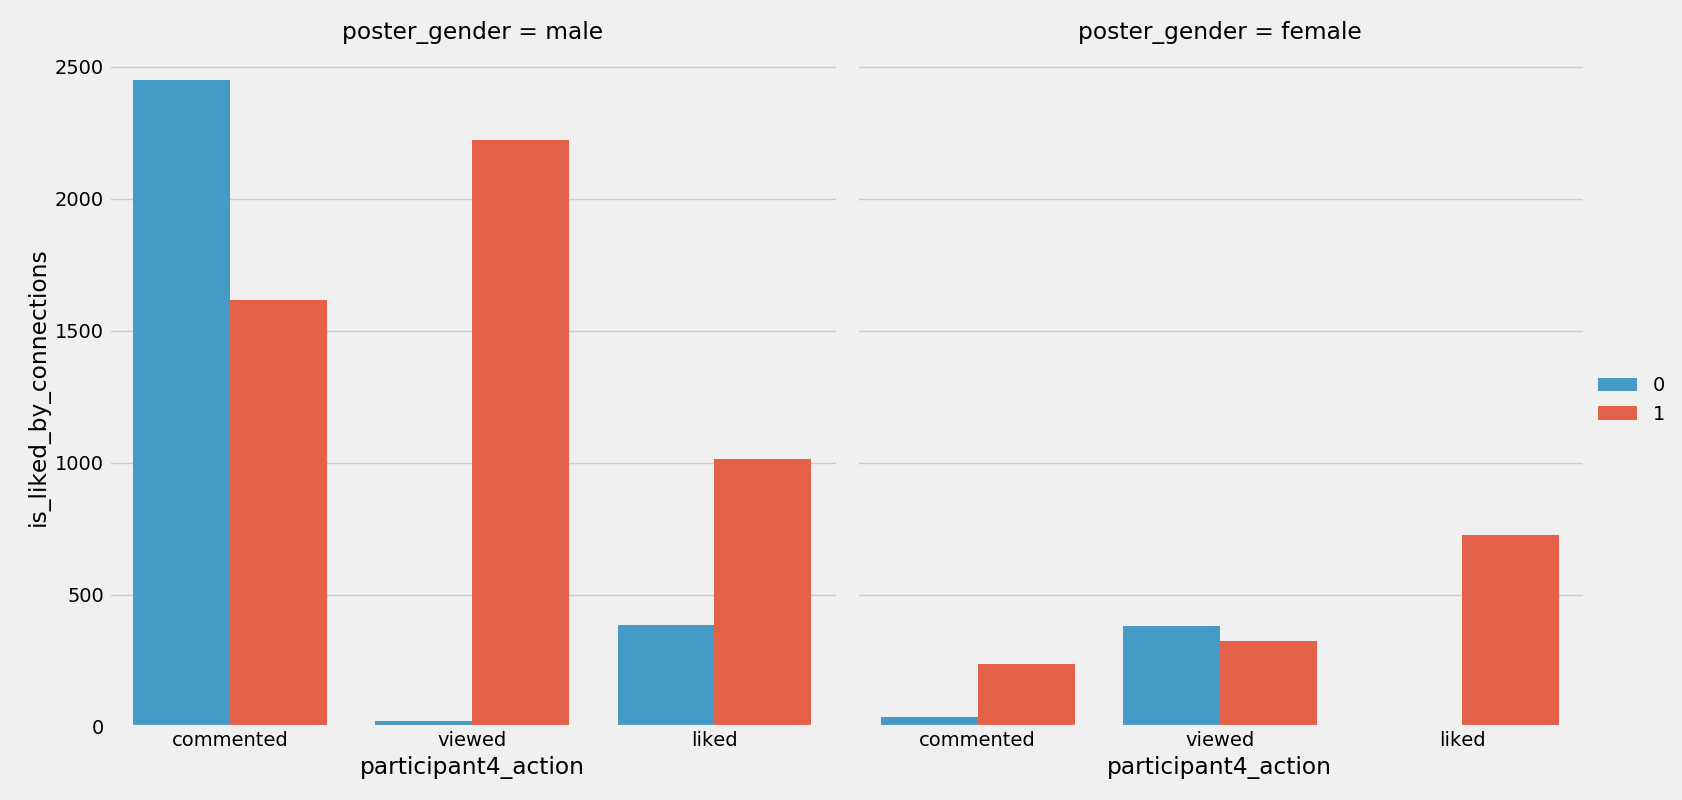 poster_gender = male
poster_gender = female
2500
2000
1500
1000
500
0
is_liked_by_connections
commented
viewed
liked
commented
viewed
liked
participant4_action
participant4_action
0
1